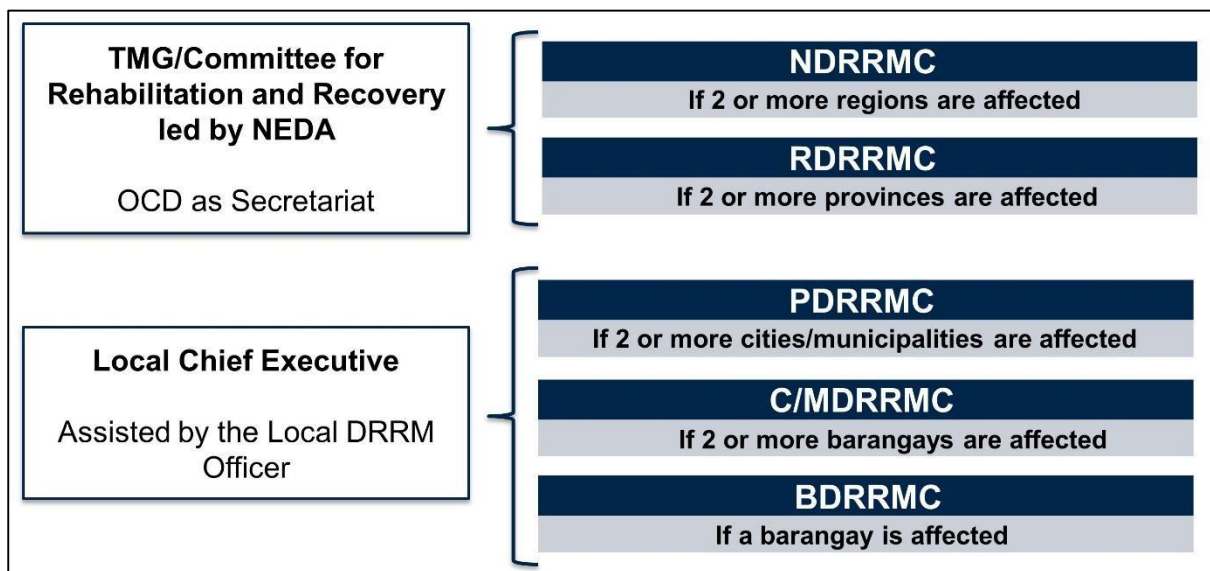 TMG/Committee for
Rehabilitation and Recovery
led by NEDA
OCD as Secretariat
NDRRMC
If 2 or more regions are affected
RDRRMC
If 2 or more provinces are affected
Local Chief Executive
Assisted by the Local DRRM
Officer
PDRRMC
If 2 or more cities/municipalities are affected
C/MDRRMC
If 2 or more barangays are affected
BDRRMC
If a barangay is affected